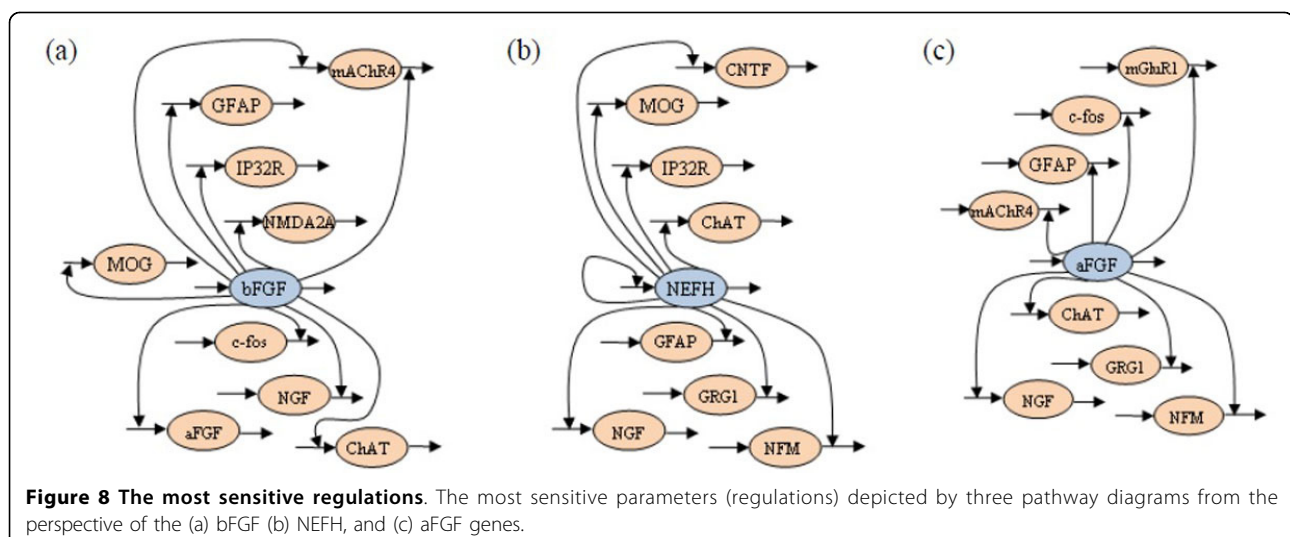 (a)
mAChR4
GFAP
IP32R
NMDA2A
MOG
bFGF
c-fos
NGF
aFGF
ChAT
(b)
CNTF
MOG
IP32R
ChAT
NEFH
GFAP
GRG1
NGF
NFM
(c)
mGluR1
c-fos
GFAP
mAChR4
aFGF
ChAT
GRG1
NGF
NFM
Figure 8 The most sensitive regulations. The most sensitive parameters (regulations) depicted by three pathway diagrams from the
perspective of the (a) bFGF (b) NEFH, and (c) aFGF genes.